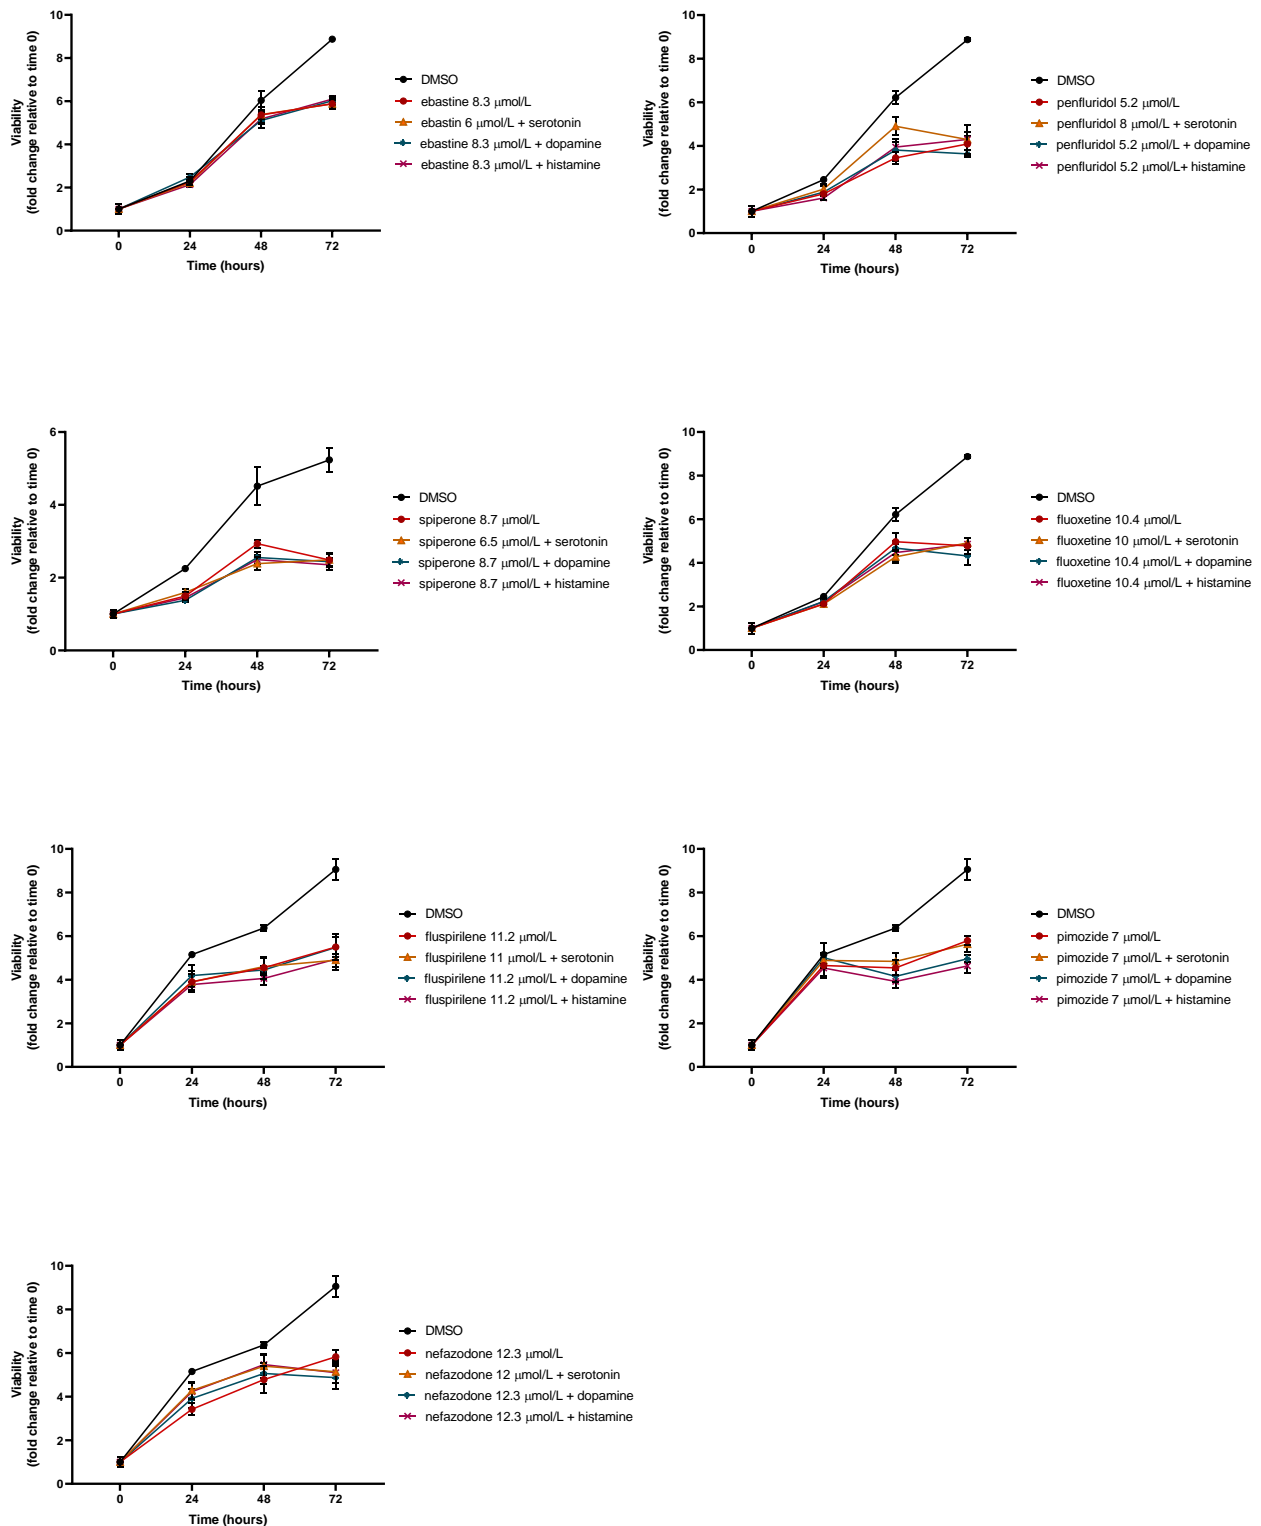 Viability
(fold change relative to time 0)
10
8
6
4
2
0
0
24
48
72
Time (hours)
DMSO
ebastine 8.3 μmol/L
ebastin 6 μmol/L + serotonin
ebastine 8.3 μmol/L + dopamine
ebastine 8.3 μmol/L + histamine
Viability
(fold change relative to time 0)
10
8
6
4
2
0
0
24
48
72
Time (hours)
DMSO
penfluridol 5.2 μmol/L
penfluridol 8 μmol/L + serotonin
penfluridol 5.2 μmol/L + dopamine
penfluridol 5.2 μmol/L+ histamine
Viability
(fold change relative to time 0)
6
4
2
0
0
24
48
72
Time (hours)
DMSO
spiperone 8.7 μmol/L
spiperone 6.5 μmol/L + serotonin
spiperone 8.7 μmol/L + dopamine
spiperone 8.7 μmol/L + histamine
Viability
(fold change relative to time 0)
10
8
6
4
2
0
0
24
48
72
Time (hours)
DMSO
fluoxetine 10.4 μmol/L
fluoxetine 10 μmol/L + serotonin
fluoxetine 10.4 μmol/L + dopamine
fluoxetine 10.4 μmol/L + histamine
Viability
(fold change relative to time 0)
10
8
6
4
2
0
0
24
48
72
Time (hours)
DMSO
fluspirilene 11.2 μmol/L
fluspirilene 11 μmol/L + serotonin
fluspirilene 11.2 μmol/L + dopamine
fluspirilene 11.2 μmol/L + histamine
Viability
(fold change relative to time 0)
10
8
6
4
2
0
0
24
48
72
Time (hours)
DMSO
pimozide 7 μmol/L
pimozide 7 μmol/L + serotonin
pimozide 7 μmol/L + dopamine
pimozide 7 μmol/L + histamine
Viability
(fold change relative to time 0)
10
8
6
4
2
0
0
24
48
72
Time (hours)
DMSO
nefazodone 12.3 μmol/L
nefazodone 12 μmol/L + serotonin
nefazodone 12.3 μmol/L + dopamine
nefazodone 12.3 μmol/L + histamine